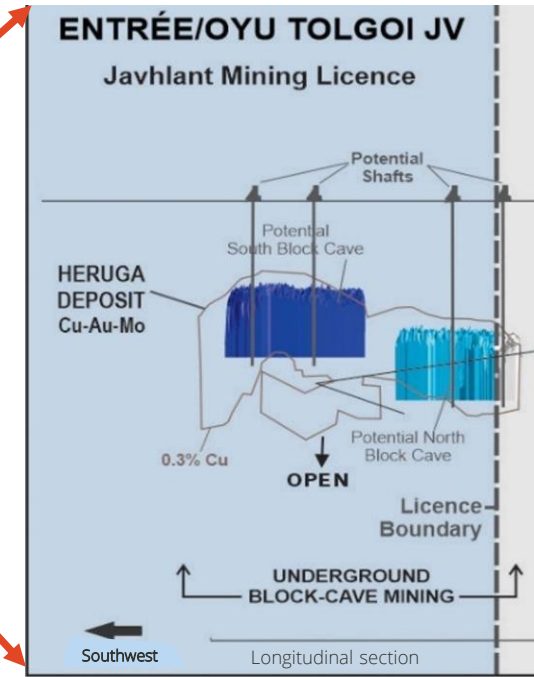 ENTRÉE/OYU TOLGOI JV
Javhlant Mining Licence
Potential
Shafts
Potential
South Block Cave
HERUGA
DEPOSIT
Cu-Au-Mo
Potential North
Block Cave
0.3% Cu
OPEN
Licence
Boundary
UNDERGROUND
BLOCK-CAVE MINING
Southwest
Longitudinal section